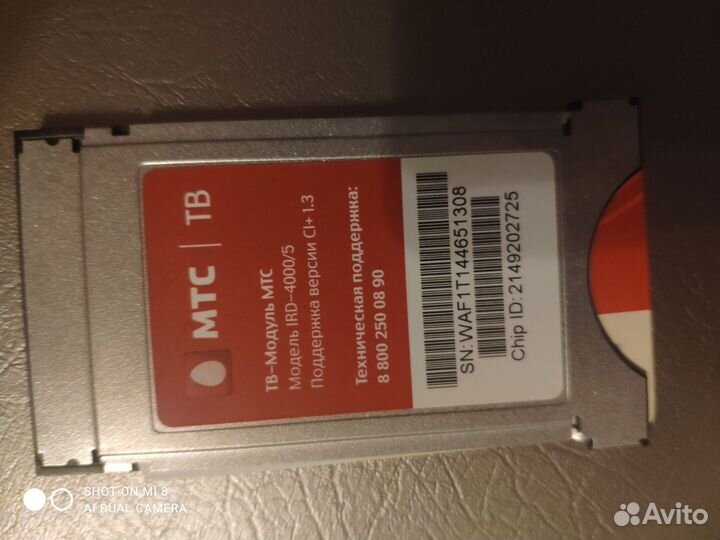 МТС | ТВ
ТВ-Модуль МТС
Модель IRD-4000/5
Поддержка версии CI+ 1.3
Техническая поддержка:
8 800 250 08 90
SN:WAF1T144651308
Chip ID: 2149202725
SHOT ON MI 8
AI DUAL CAMERA
Avito